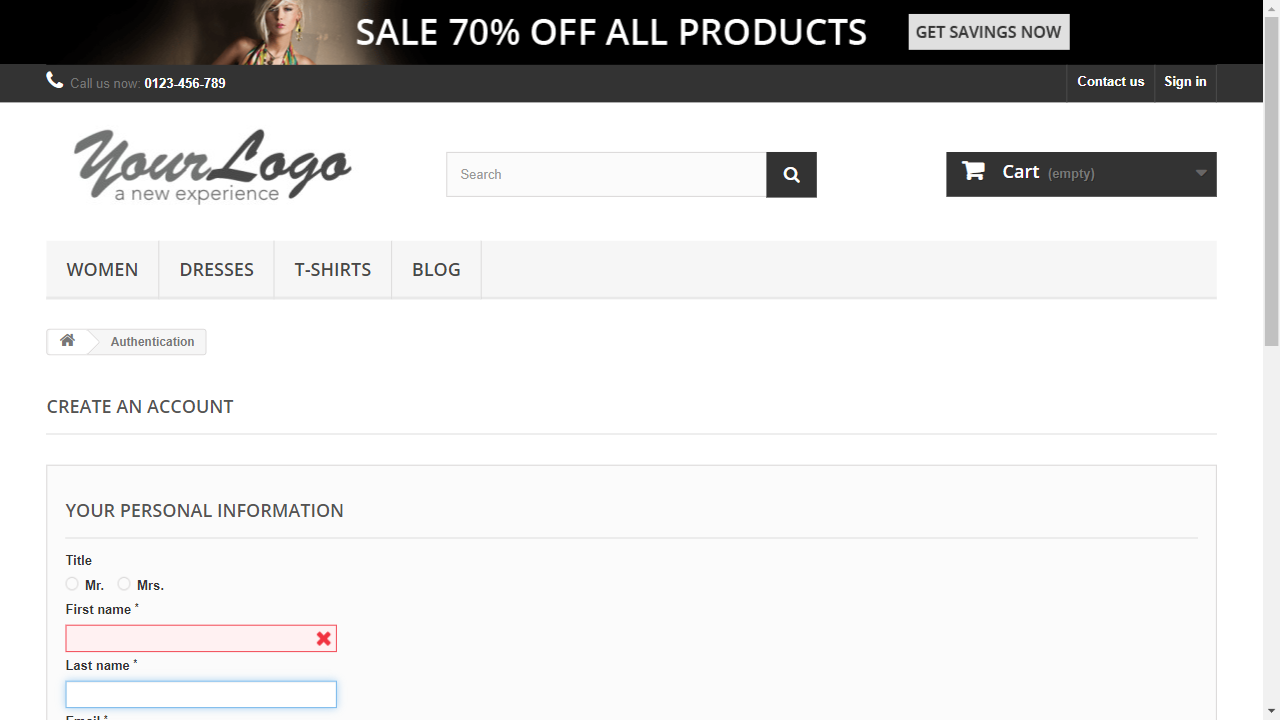 SALE 70% OFF ALL PRODUCTS GET SAVINGS NOW
Call us now: 0123-456-789 Contact us Sign in
YourLogo
a new experience
Search
Cart (empty)
WOMEN DRESSES T-SHIRTS BLOG
Authentication
CREATE AN ACCOUNT
YOUR PERSONAL INFORMATION
Title
Mr. Mrs.
First name *
Last name *
Email *